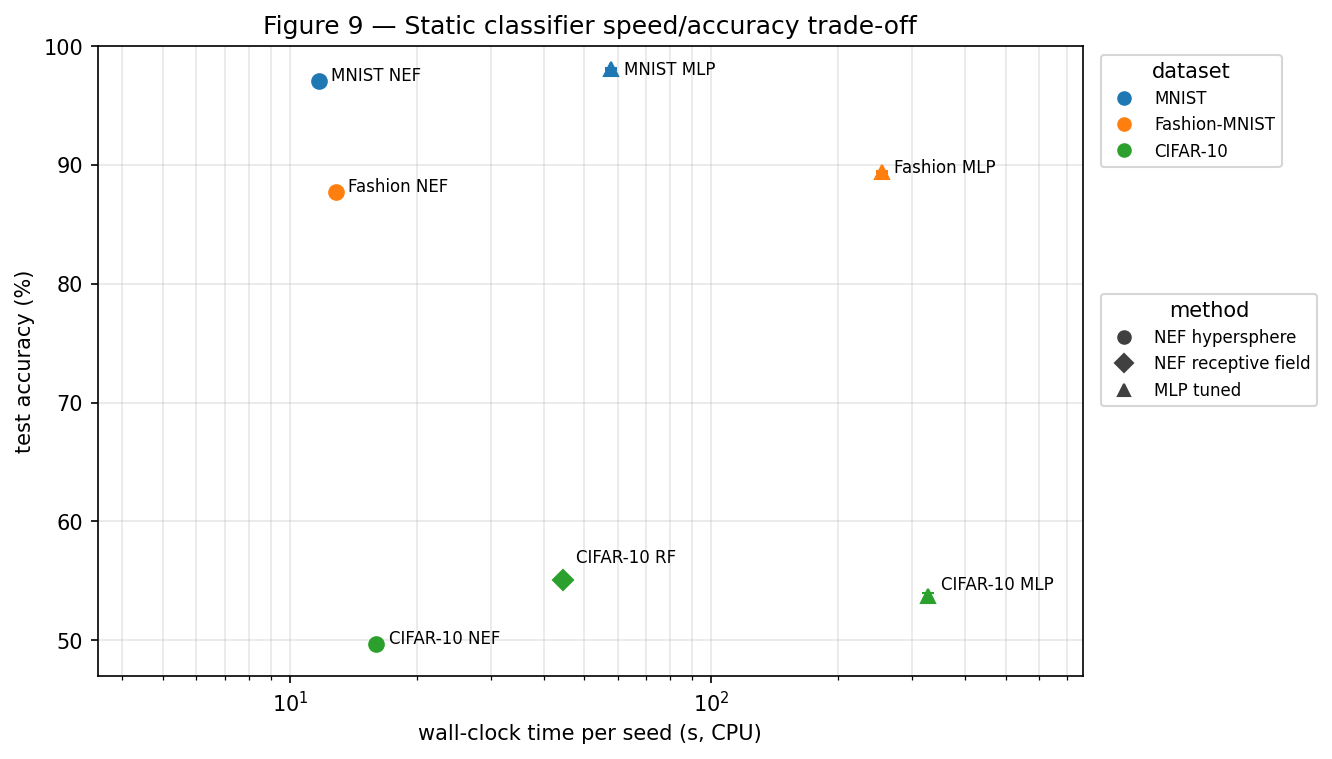 Figure 9 — Static classifier speed/accuracy trade-off
100
90
80
70
60
50
test accuracy (%)
MNIST NEF
MNIST MLP
Fashion NEF
Fashion MLP
CIFAR-10 RF
CIFAR-10 MLP
CIFAR-10 NEF
10¹
10²
wall-clock time per seed (s, CPU)
dataset
MNIST
Fashion-MNIST
CIFAR-10
method
NEF hypersphere
NEF receptive field
MLP tuned